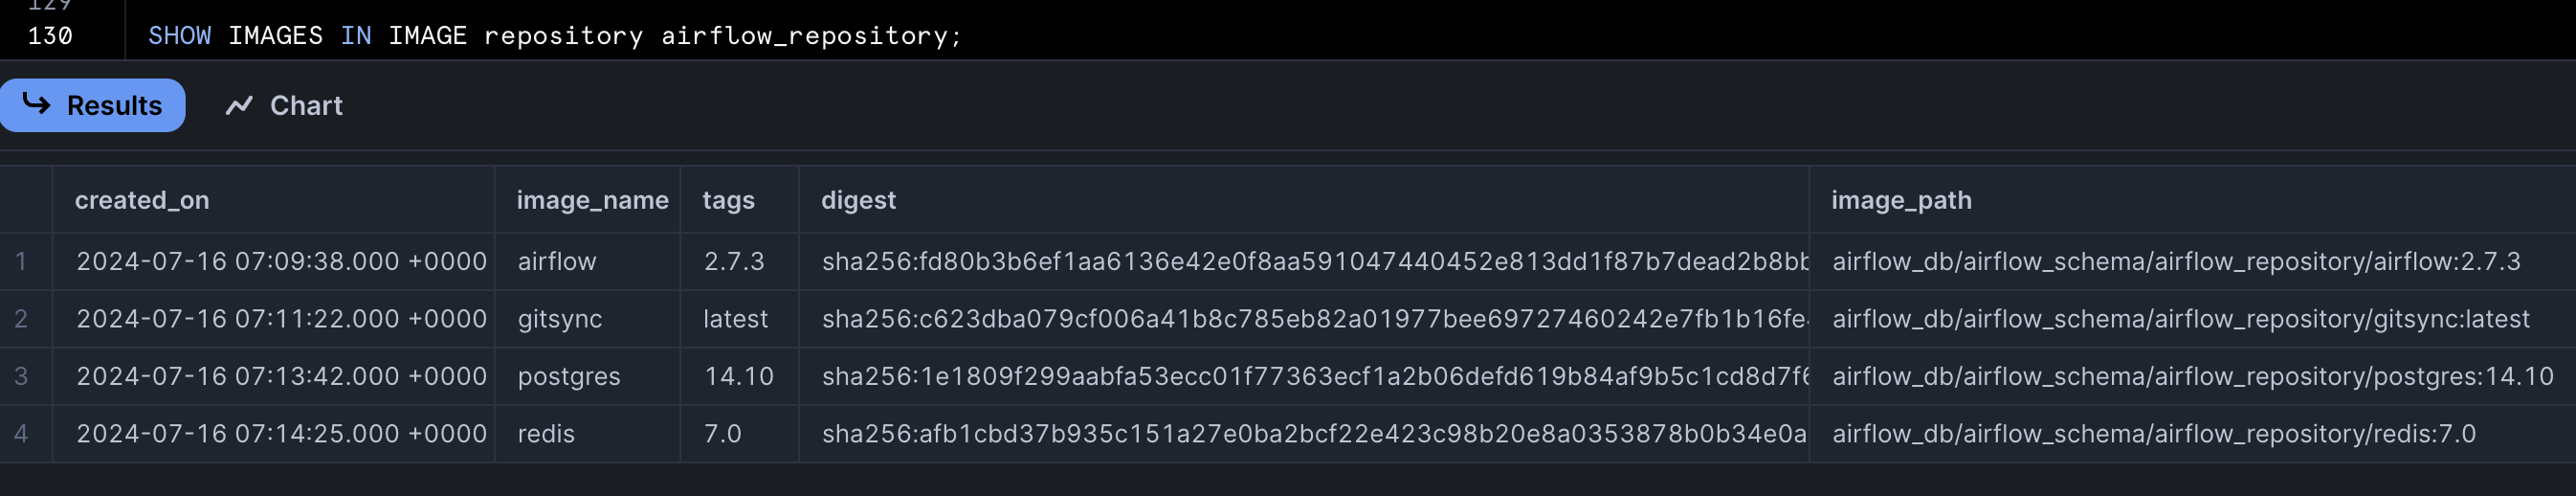 129
130 SHOW IMAGES IN IMAGE repository airflow_repository;
Results Chart
created_on image_name tags digest image_path
1 2024-07-16 07:09:38.000 +0000 airflow 2.7.3 sha256:fd80b3b6ef1aa6136e42e0f8aa591047440452e813dd1f87b7dead2b8bb airflow_db/airflow_schema/airflow_repository/airflow:2.7.3
2 2024-07-16 07:11:22.000 +0000 gitsync latest sha256:c623dba079cf006a41b8c785eb82a01977bee69727460242e7fb1b16fe airflow_db/airflow_schema/airflow_repository/gitsync:latest
3 2024-07-16 07:13:42.000 +0000 postgres 14.10 sha256:1e1809f299aabfa53ecc01f77363ecf1a2b06defd619b84af9b5c1cd8d7f6 airflow_db/airflow_schema/airflow_repository/postgres:14.10
4 2024-07-16 07:14:25.000 +0000 redis 7.0 sha256:afb1cbd37b935c151a27e0ba2bcf22e423c98b20e8a0353878b0b34e0a airflow_db/airflow_schema/airflow_repository/redis:7.0